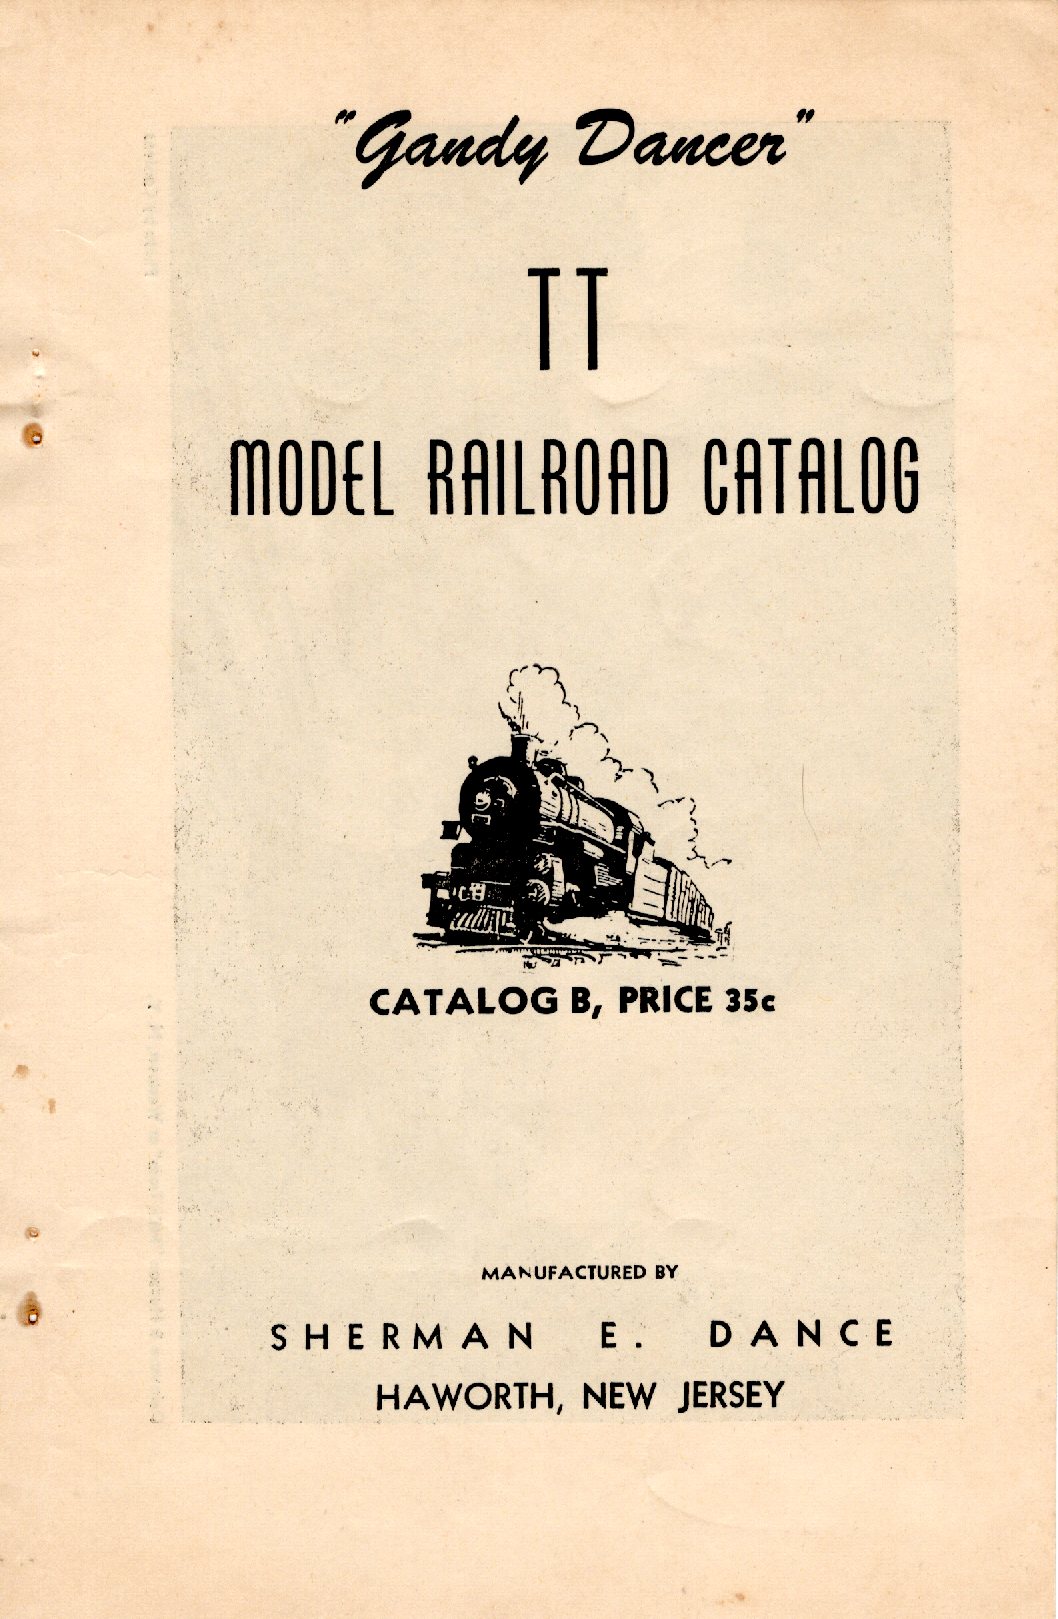 "Gandy Dancer"
TT
MODEL RAILROAD CATALOG
CATALOG B, PRICE 35c
MANUFACTURED BY
SHERMAN E. DANCE
HAWORTH, NEW JERSEY